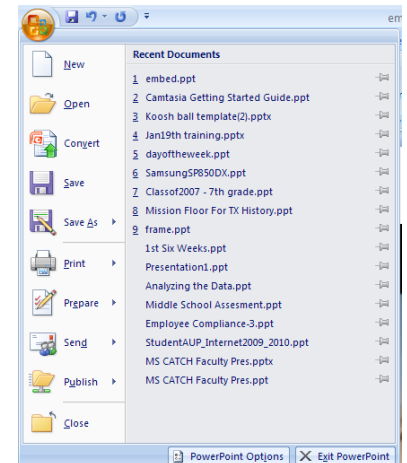 em
New
Open
Convert
Save
Save As
Print
Prepare
Send
Publish
Close
Recent Documents
1 embed.ppt
2 Camtasia Getting Started Guide.ppt
3 Koosh ball template(2).pptx
4 Jan19th training.pptx
5 dayoftheweek.ppt
6 SamsungSP850DX.ppt
7 Classof2007 - 7th grade.ppt
8 Mission Floor For TX History.ppt
9 frame.ppt
1st Six Weeks.ppt
Presentation1.ppt
Analyzing the Data.ppt
Middle School Assesment.ppt
Employee Compliance-3.ppt
StudentAUP_Internet2009_2010.ppt
MS CATCH Faculty Pres.pptx
MS CATCH Faculty Pres.ppt
PowerPoint Options
Exit PowerPoint